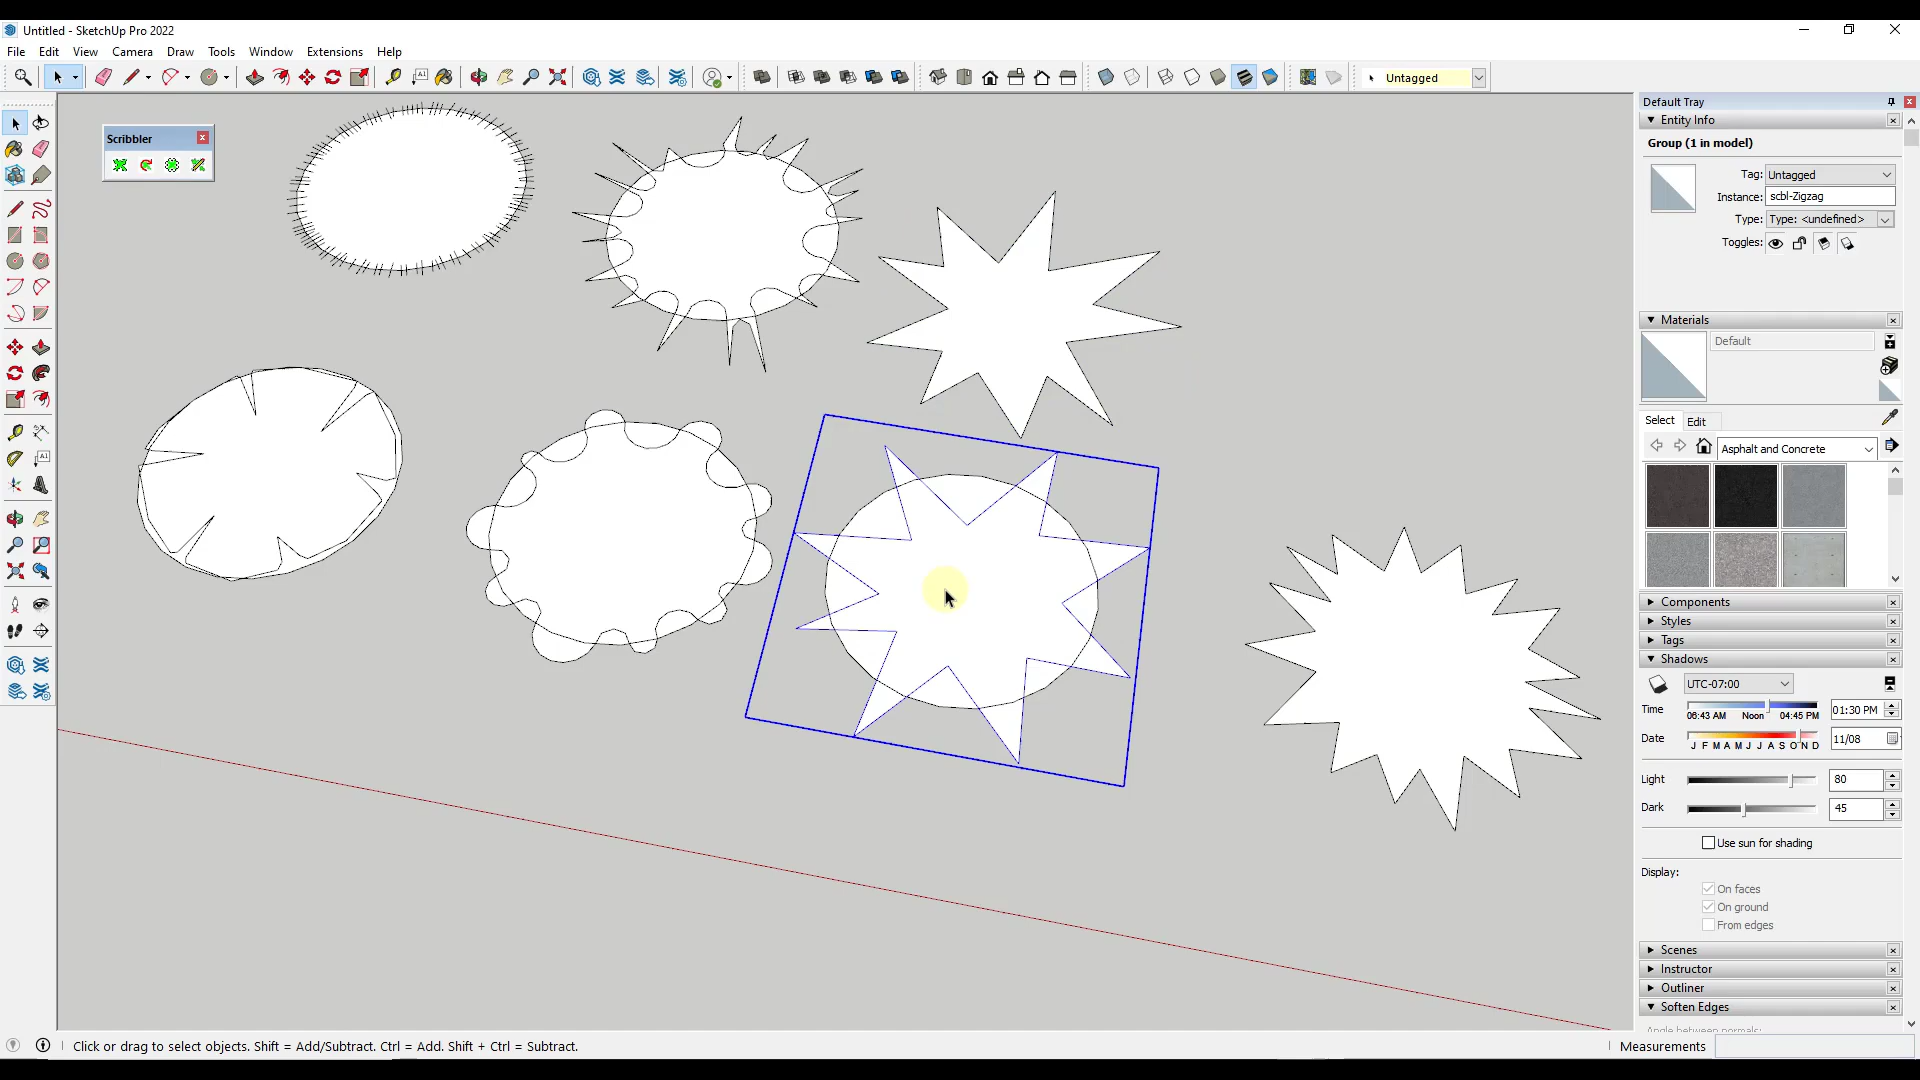 Untitled - SketchUp Pro 2022
File Edit View Camera Draw Tools Window Extensions Help
Untagged
Default Tray
Scribbler
Entity Info
Group (1 in model)
Tag: Untagged
Instance: scbl-Zigzag
Type: Type: <undefined>
Toggles:
Materials
Default
Select Edit
Asphalt and Concrete
Components
Styles
Tags
Shadows
UTC-07:00
Time 06:43 AM Noon 04:45 PM 01:30 PM
Date J F M A M J J A S O N D 11/08
Light 80
Dark 45
Use sun for shading
Display:
On faces
On ground
From edges
Scenes
Instructor
Outliner
Soften Edges
Angle between normals:
Click or drag to select objects. Shift = Add/Subtract. Ctrl = Add. Shift + Ctrl = Subtract.
Measurements